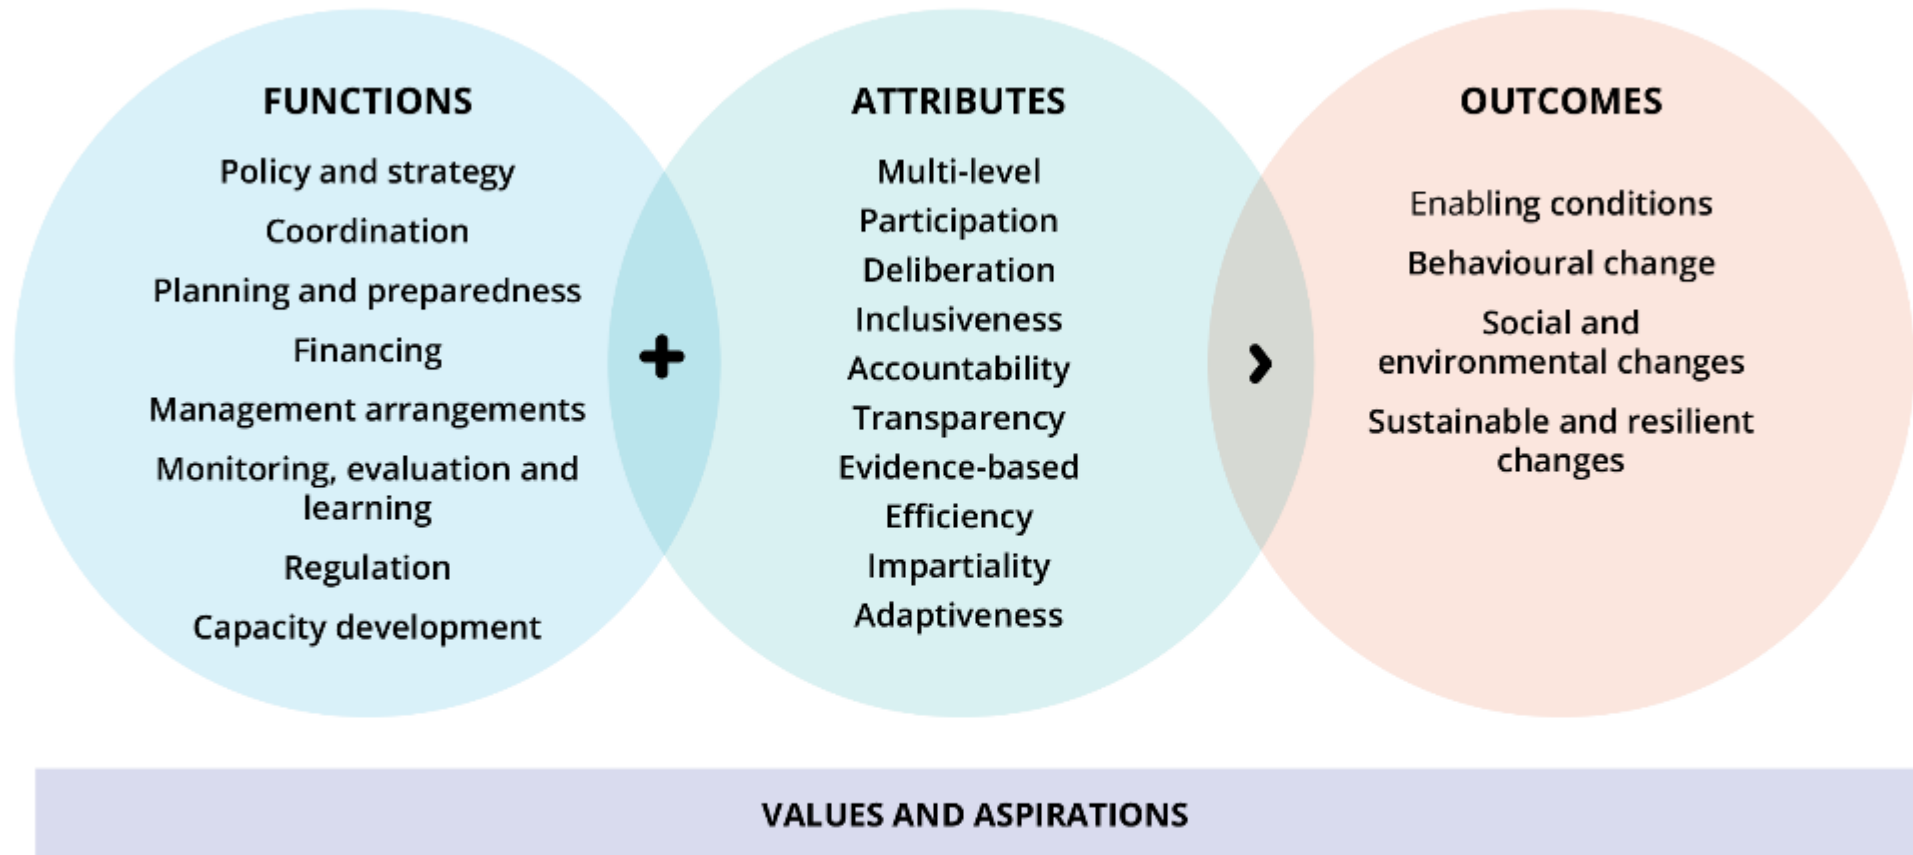 FUNCTIONS
Policy and strategy
Coordination
Planning and preparedness
Financing
Management arrangements
Monitoring, evaluation and
learning
Regulation
Capacity development
+
ATTRIBUTES
Multi-level
Participation
Deliberation
Inclusiveness
Accountability
Transparency
Evidence-based
Efficiency
Impartiality
Adaptiveness
›
OUTCOMES
Enabling conditions
Behavioural change
Social and
environmental changes
Sustainable and resilient
changes
VALUES AND ASPIRATIONS